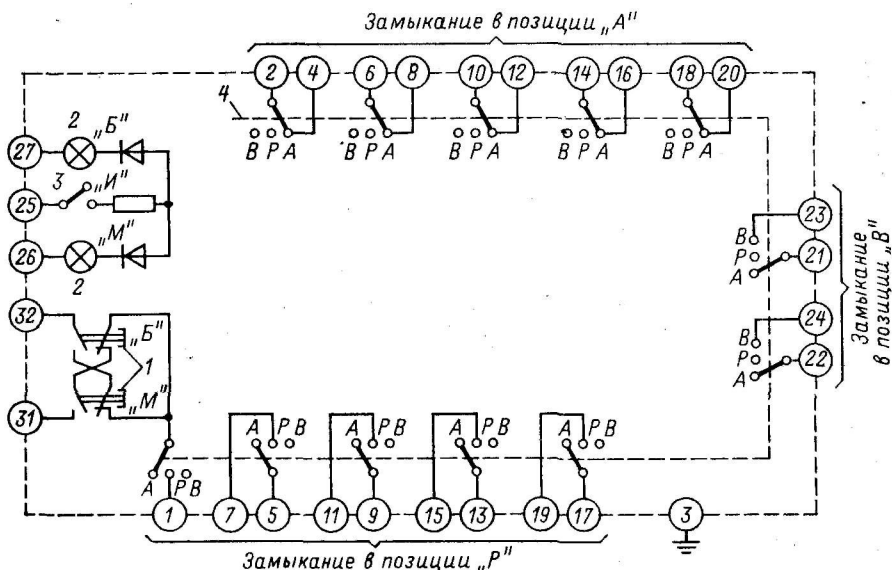 Замыкание в позиции „А"
2 4 6 8 10 12 14 16 18 20
4
В Р А В Р А В Р А В Р А В Р А
2 „Б"
27
3 „И"
25
„М"
26
2
32
„Б"
1
„М"
31
23
В
Р
21
А
24
В
Р
22
А
Замыкание в позиции „В"
А Р В А Р В А Р В А Р В
А Р В
1 7 5 11 9 15 13 19 17 3
Замыкание в позиции „Р"